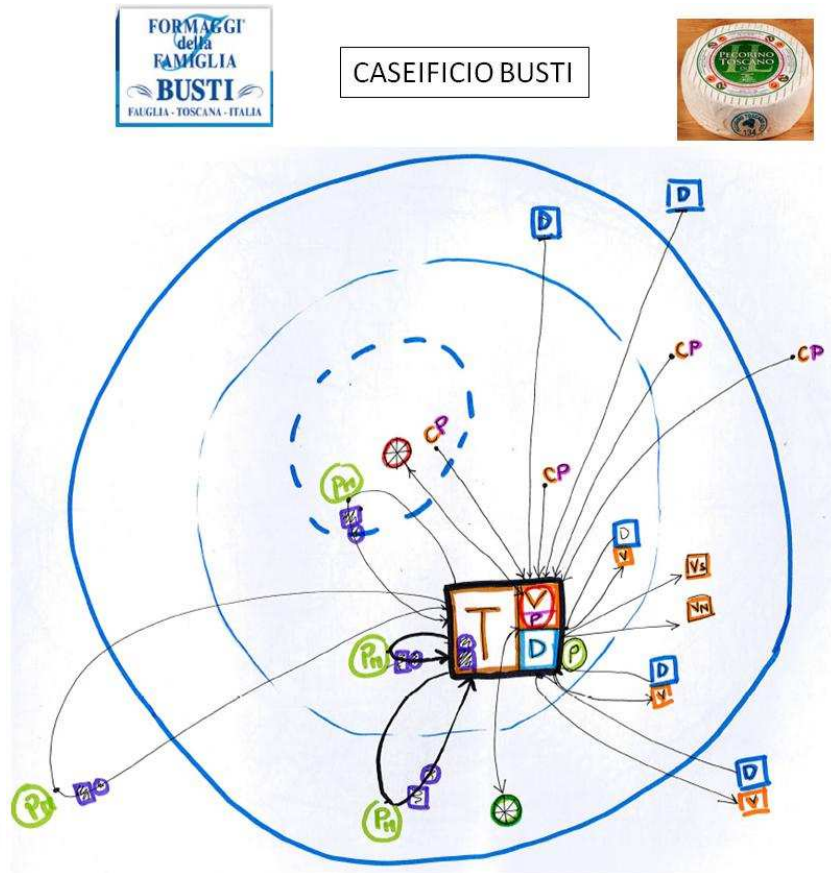 FORMAGGI
della
FAMIGLIA
BUSTI
FAUGLIA - TOSCANA - ITALIA
CASEIFICIO BUSTI
PECORINO
TOSCANO
134
D
D
CP
CP
CP
CP
PM
D
V
VS
VN
T
V
P
D
P
PM
D
V
PM
PM
D
V